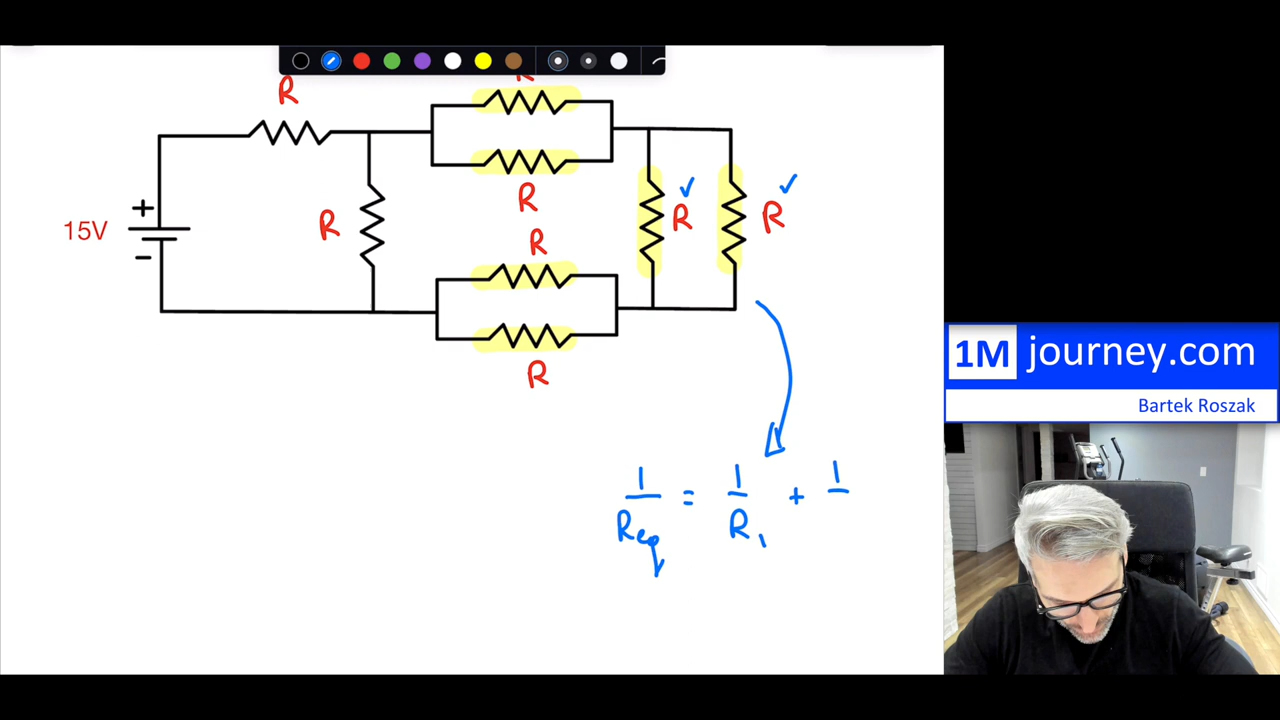 R
R
R
15V
+
-
R
R
R
R
R
1/Req = 1/R1 + 1/
1M journey.com
Bartek Roszak